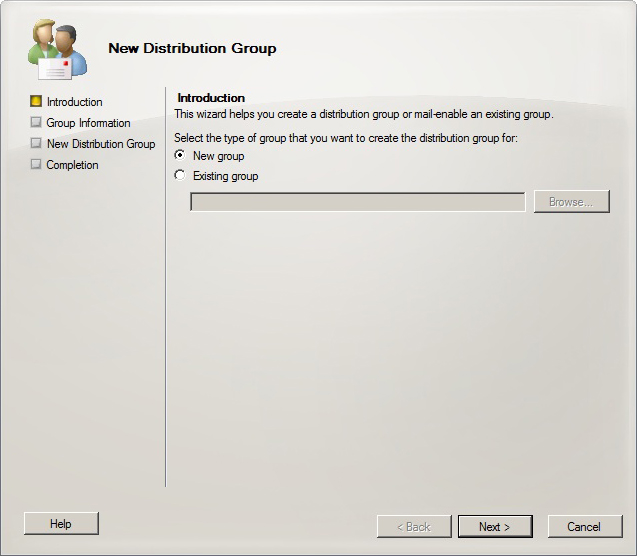 New Distribution Group
Introduction
Group Information
New Distribution Group
Completion
Introduction
This wizard helps you create a distribution group or mail-enable an existing group.
Select the type of group that you want to create the distribution group for:
New group
Existing group
Browse...
Help
< Back
Next >
Cancel